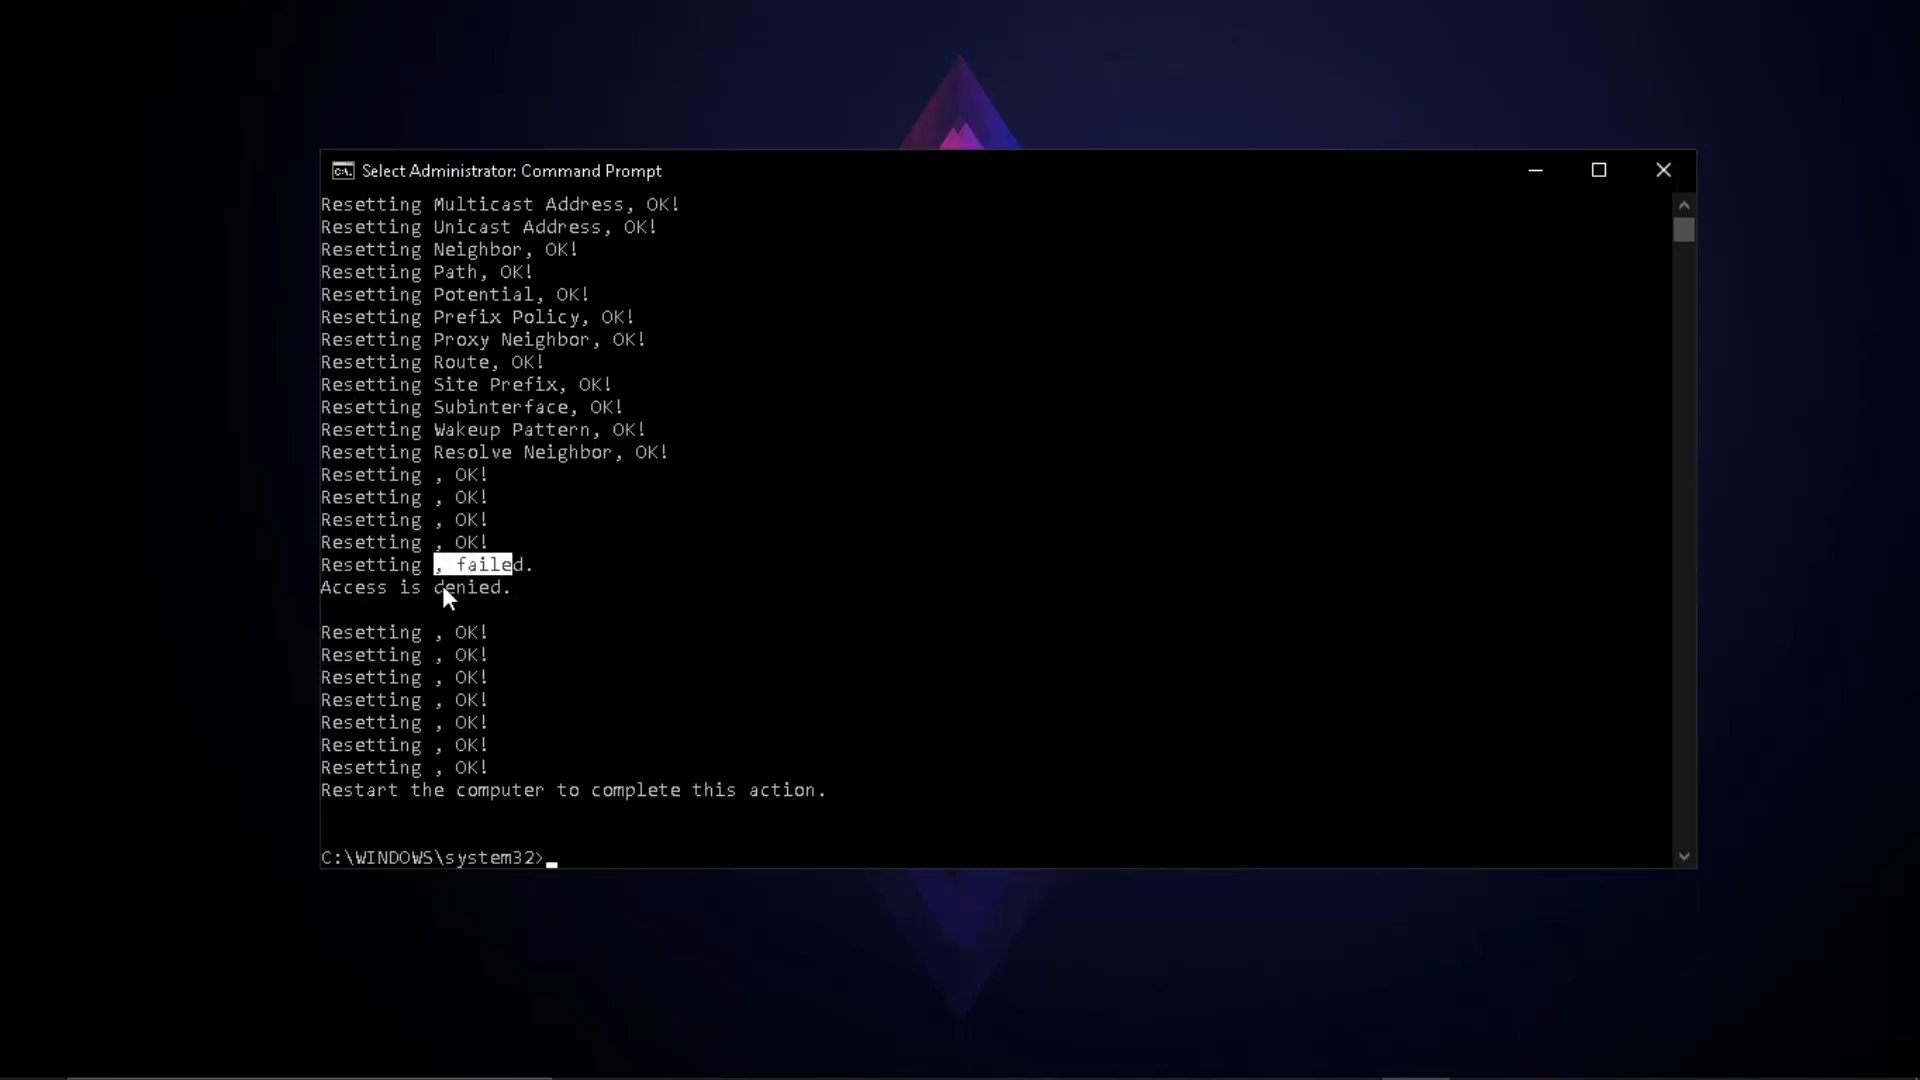 Select Administrator: Command Prompt
Resetting Multicast Address, OK!
Resetting Unicast Address, OK!
Resetting Neighbor, OK!
Resetting Path, OK!
Resetting Potential, OK!
Resetting Prefix Policy, OK!
Resetting Proxy Neighbor, OK!
Resetting Route, OK!
Resetting Site Prefix, OK!
Resetting Subinterface, OK!
Resetting Wakeup Pattern, OK!
Resetting Resolve Neighbor, OK!
Resetting , OK!
Resetting , OK!
Resetting , OK!
Resetting , OK!
Resetting , failed.
Access is denied.
Resetting , OK!
Resetting , OK!
Resetting , OK!
Resetting , OK!
Resetting , OK!
Resetting , OK!
Resetting , OK!
Restart the computer to complete this action.
C:\WINDOWS\system32>